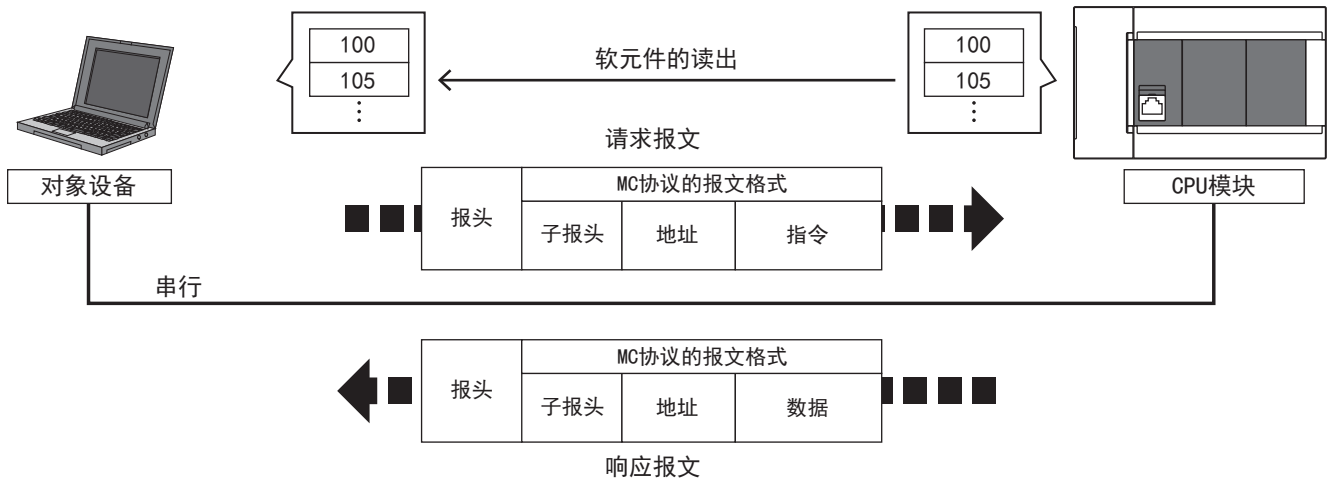 100
105
⋮
软元件的读出
100
105
⋮
请求报文
对象设备
CPU模块
报头
MC协议的报文格式
子报头
地址
指令
串行
报头
MC协议的报文格式
子报头
地址
数据
响应报文